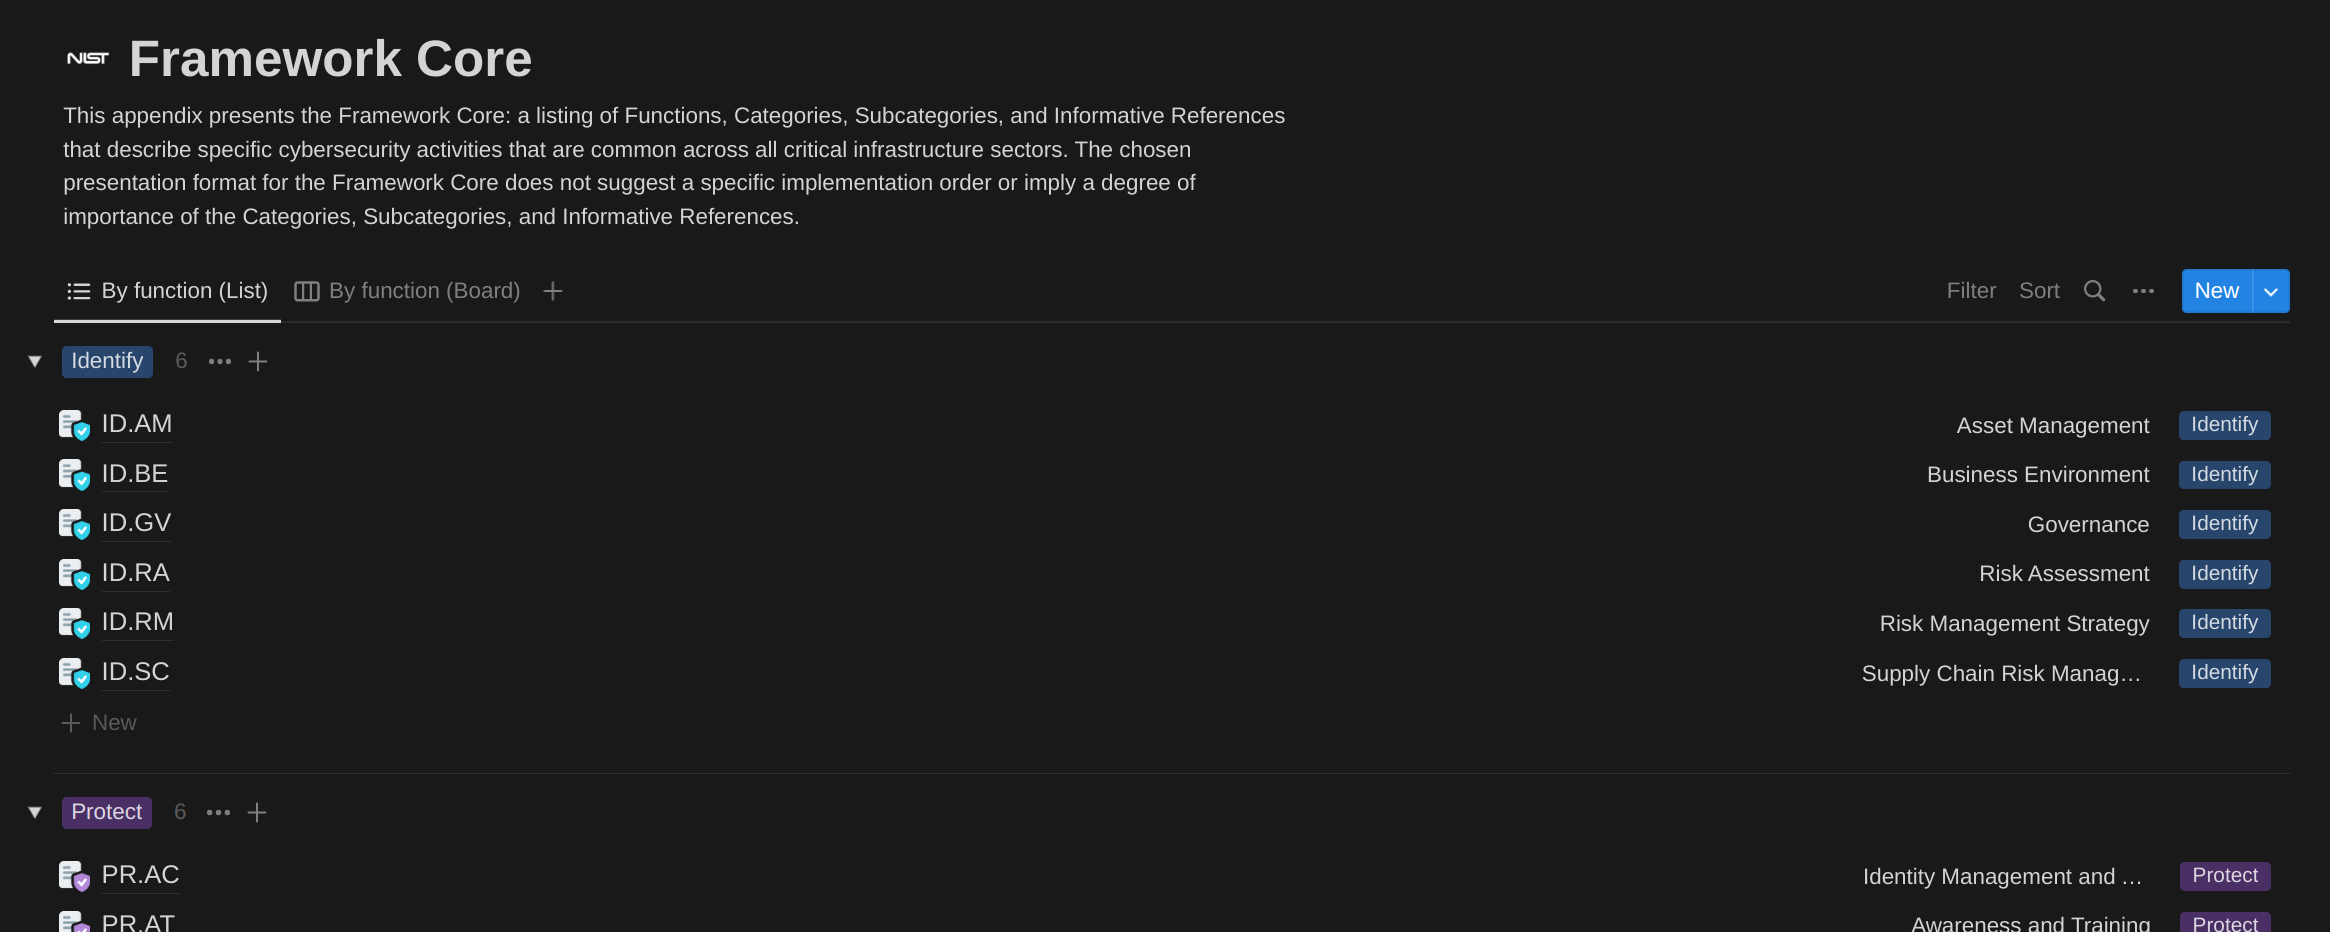 NIST Framework Core
This appendix presents the Framework Core: a listing of Functions, Categories, Subcategories, and Informative References
that describe specific cybersecurity activities that are common across all critical infrastructure sectors. The chosen
presentation format for the Framework Core does not suggest a specific implementation order or imply a degree of
importance of the Categories, Subcategories, and Informative References.
By function (List) By function (Board) Filter Sort New
Identify 6
ID.AM Asset Management Identify
ID.BE Business Environment Identify
ID.GV Governance Identify
ID.RA Risk Assessment Identify
ID.RM Risk Management Strategy Identify
ID.SC Supply Chain Risk Manag… Identify
New
Protect 6
PR.AC Identity Management and … Protect
PR.AT Awareness and Training Protect